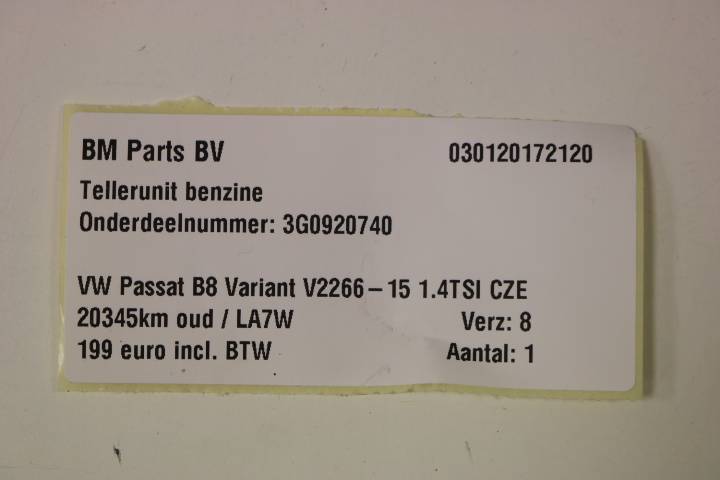 BM Parts BV 030120172120
Tellerunit benzine
Onderdeelnummer: 3G0920740
VW Passat B8 Variant V2266-15 1.4TSI CZE
20345km oud / LA7W Verz: 8
199 euro incl. BTW Aantal: 1